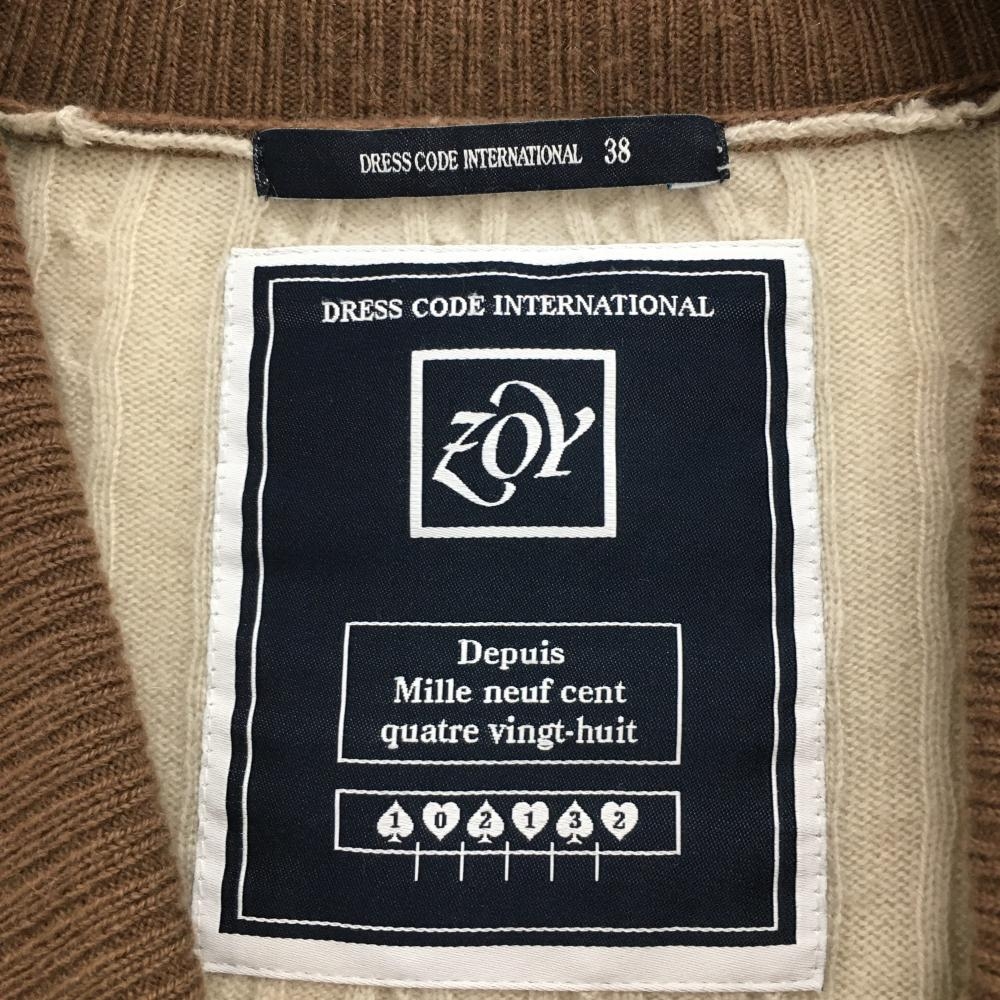 DRESS CODE INTERNATIONAL 38
DRESS CODE INTERNATIONAL
ZOY
Depuis
Mille neuf cent
quatre vingt-huit
1 0 2 1 3 2